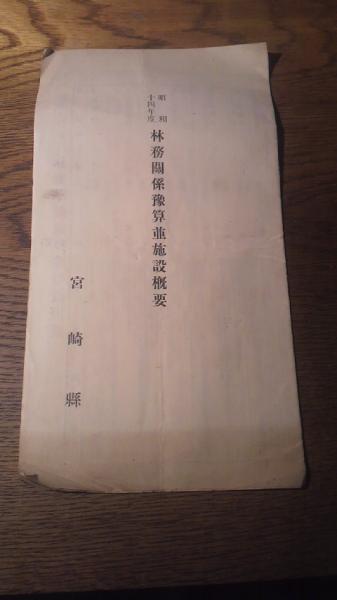 昭和
十四年度
林務關係豫算並施設概要
宮崎縣